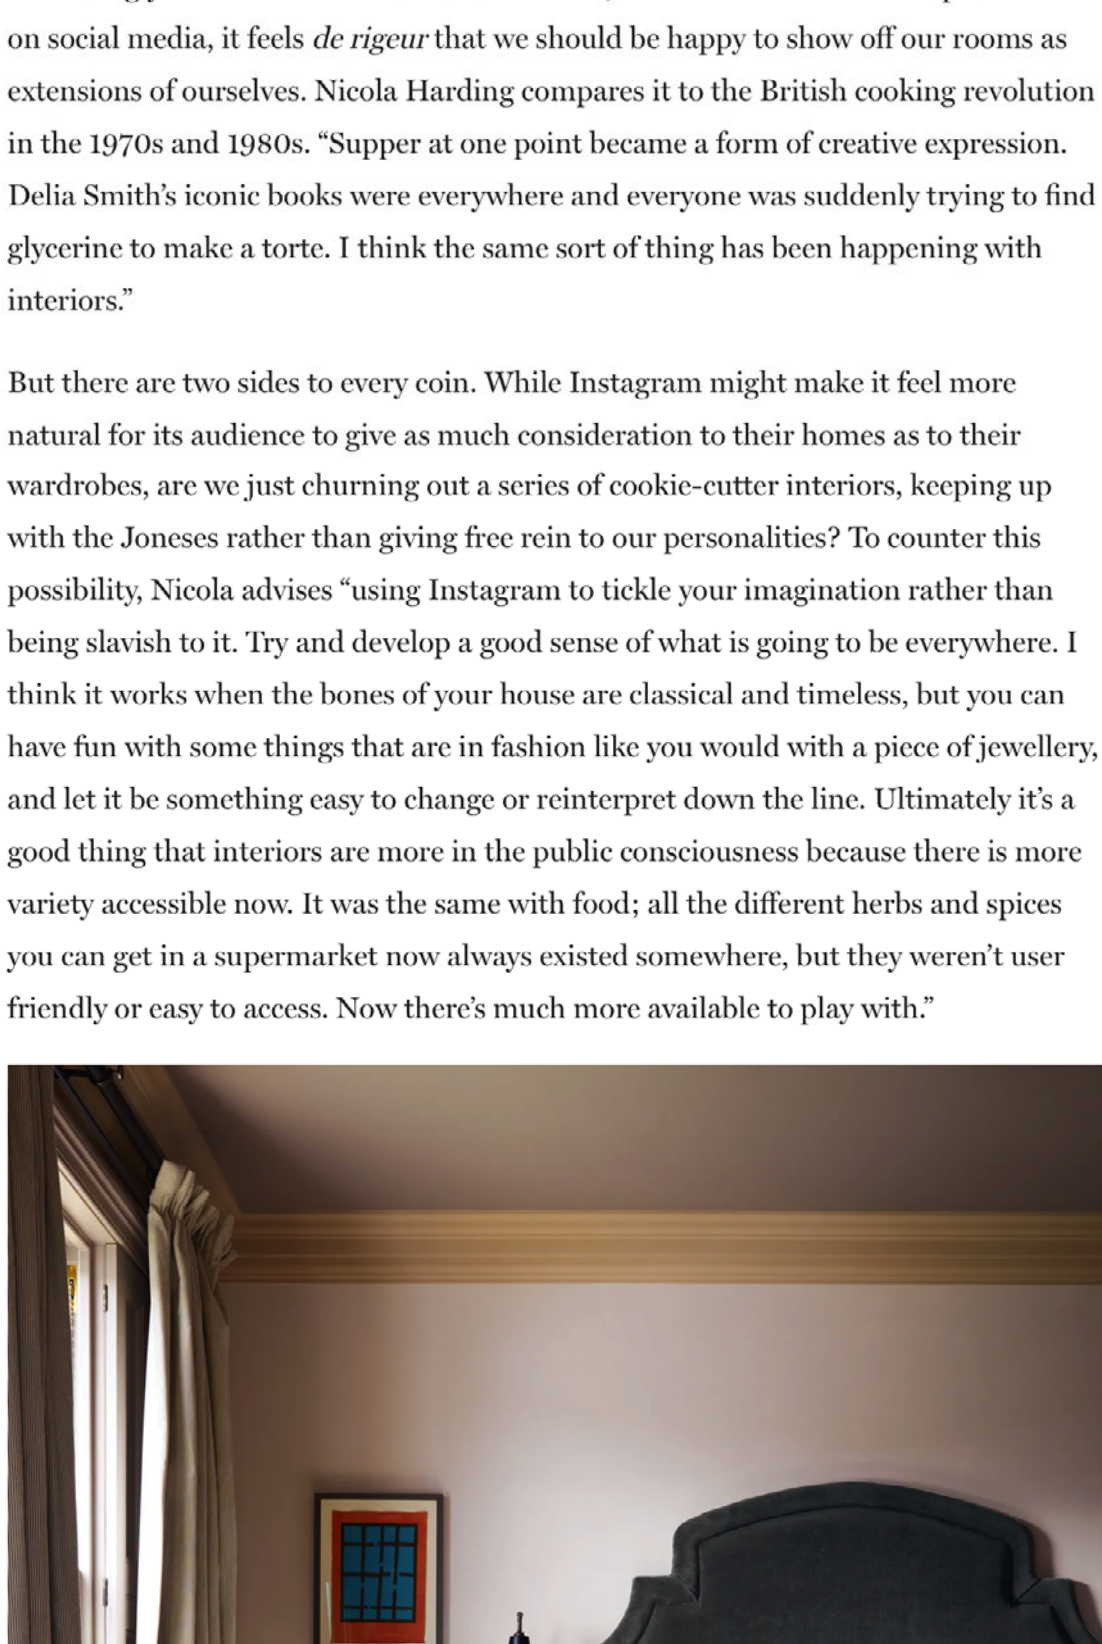 on social media, it feels de rigeur that we should be happy to show off our rooms as
extensions of ourselves. Nicola Harding compares it to the British cooking revolution
in the 1970s and 1980s. “Supper at one point became a form of creative expression.
Delia Smith’s iconic books were everywhere and everyone was suddenly trying to find
glycerine to make a torte. I think the same sort of thing has been happening with
interiors.”
But there are two sides to every coin. While Instagram might make it feel more
natural for its audience to give as much consideration to their homes as to their
wardrobes, are we just churning out a series of cookie-cutter interiors, keeping up
with the Joneses rather than giving free rein to our personalities? To counter this
possibility, Nicola advises “using Instagram to tickle your imagination rather than
being slavish to it. Try and develop a good sense of what is going to be everywhere. I
think it works when the bones of your house are classical and timeless, but you can
have fun with some things that are in fashion like you would with a piece of jewellery,
and let it be something easy to change or reinterpret down the line. Ultimately it’s a
good thing that interiors are more in the public consciousness because there is more
variety accessible now. It was the same with food; all the different herbs and spices
you can get in a supermarket now always existed somewhere, but they weren’t user
friendly or easy to access. Now there’s much more available to play with.”